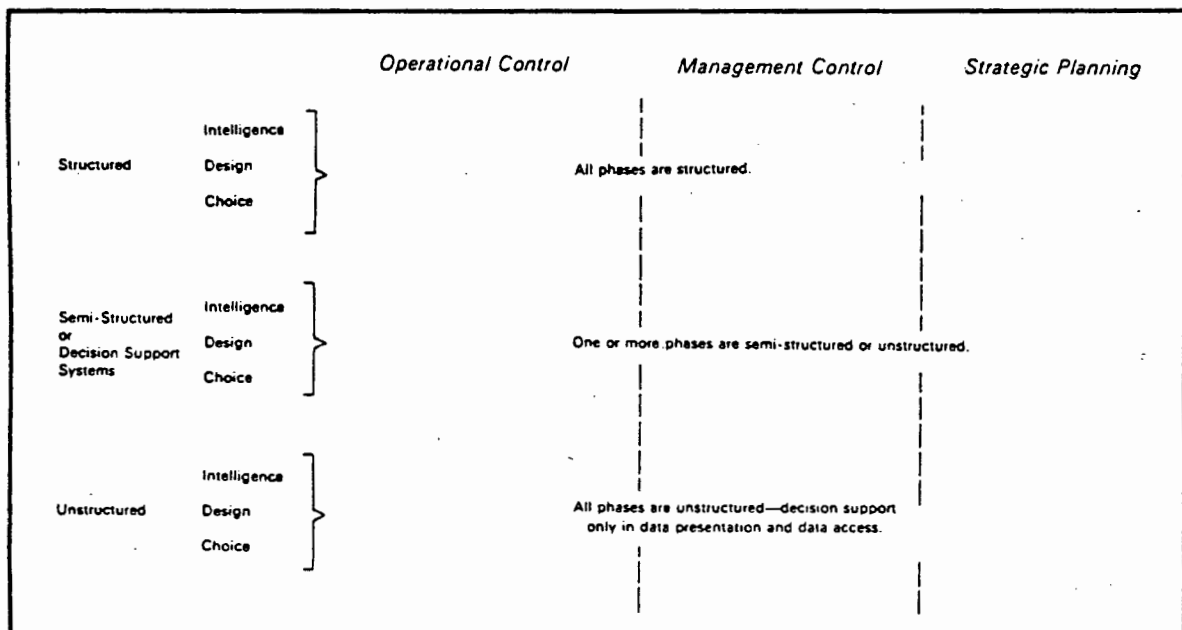 Operational Control Management Control Strategic Planning
Intelligence
Structured Design All phases are structured.
Choice
Intelligence
Semi-Structured
or
Design One or more phases are semi-structured or unstructured.
Decision Support
Systems
Choice
Intelligence
Unstructured Design All phases are unstructured—decision support
only in data presentation and data access.
Choice